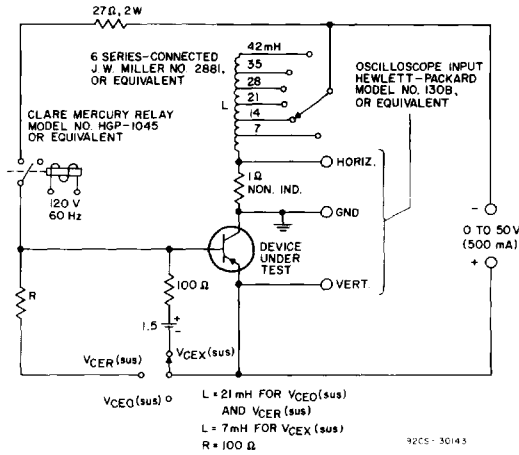 27Ω, 2W
6 SERIES-CONNECTED
J.W. MILLER NO. 2881,
OR EQUIVALENT
42mH
35
28
21
14
7
L
OSCILLOSCOPE INPUT
HEWLETT-PACKARD
MODEL NO. 130B,
OR EQUIVALENT
CLARE MERCURY RELAY
MODEL NO. HGP-1045
OR EQUIVALENT
120 V
60 Hz
HORIZ.
1Ω
NON. IND.
GND
DEVICE
UNDER
TEST
VERT.
-
0 TO 50V
(500 mA)
+
R
100 Ω
1.5
+
-
VCER(sus)
VCEX(sus)
VCEO(sus)
L = 21 mH FOR VCEO(sus)
AND VCER(sus)
L = 7mH FOR VCEX(sus)
R = 100 Ω
92CS-30143